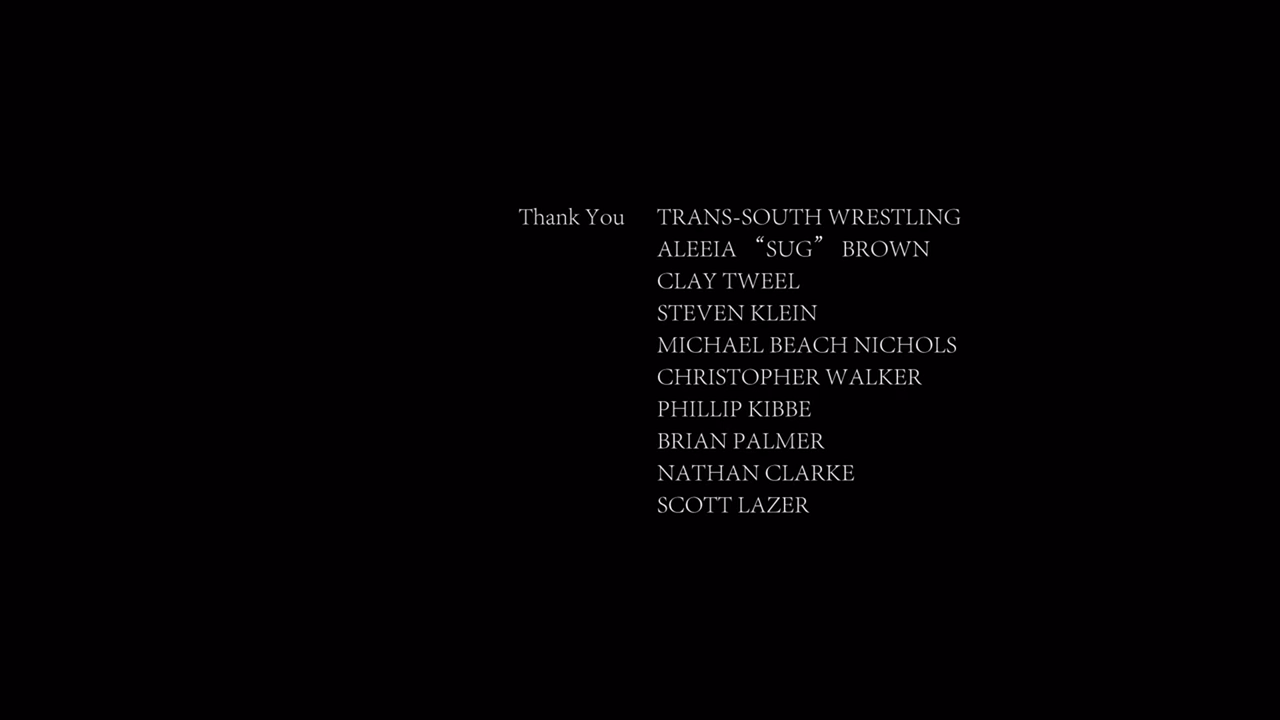 Thank You TRANS-SOUTH WRESTLING
ALEEIA “SUG” BROWN
CLAY TWEEL
STEVEN KLEIN
MICHAEL BEACH NICHOLS
CHRISTOPHER WALKER
PHILLIP KIBBE
BRIAN PALMER
NATHAN CLARKE
SCOTT LAZER